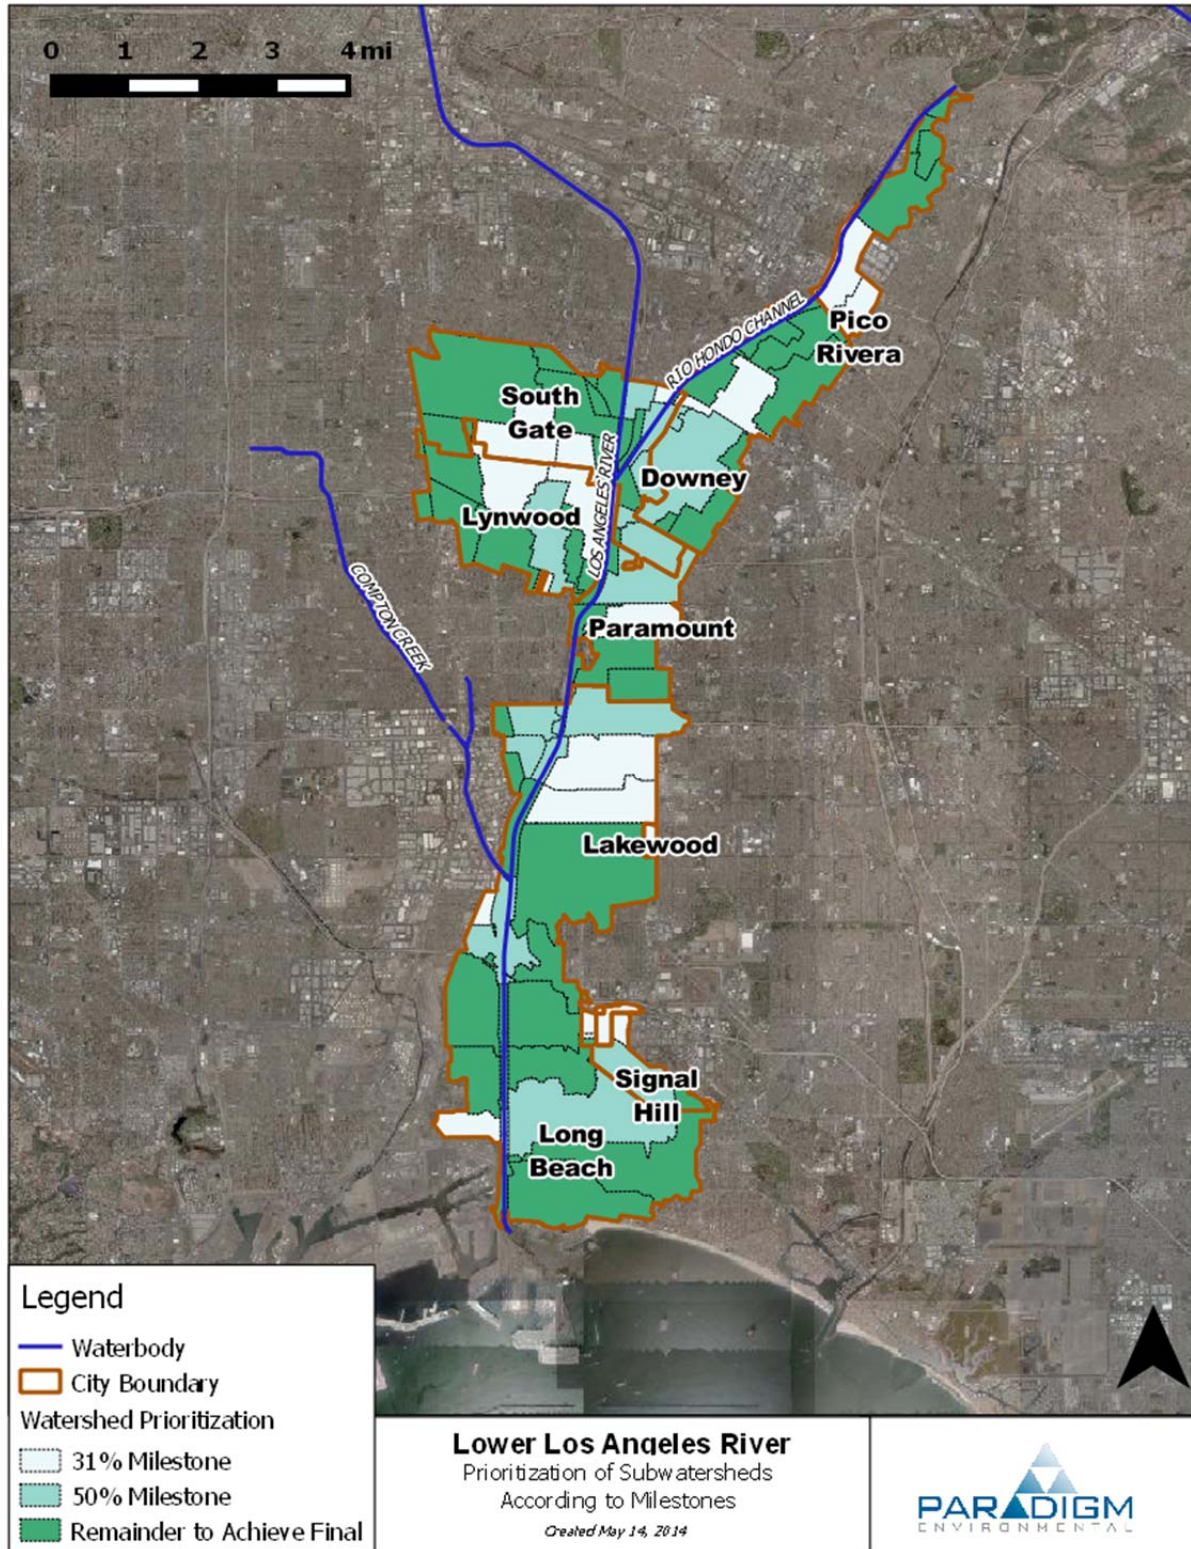 0 1 2 3 4 mi
RIO HONDO CHANNEL
Pico
Rivera
South
Gate
LOS ANGELES RIVER
Downey
Lynwood
COMPTON CREEK
Paramount
Lakewood
Signal
Hill
Long
Beach
Legend
Waterbody
City Boundary
Watershed Prioritization
31% Milestone
50% Milestone
Remainder to Achieve Final
Lower Los Angeles River
Prioritization of Subwatersheds
According to Milestones
Created May 14, 2014
PARADIGM
ENVIRONMENTAL